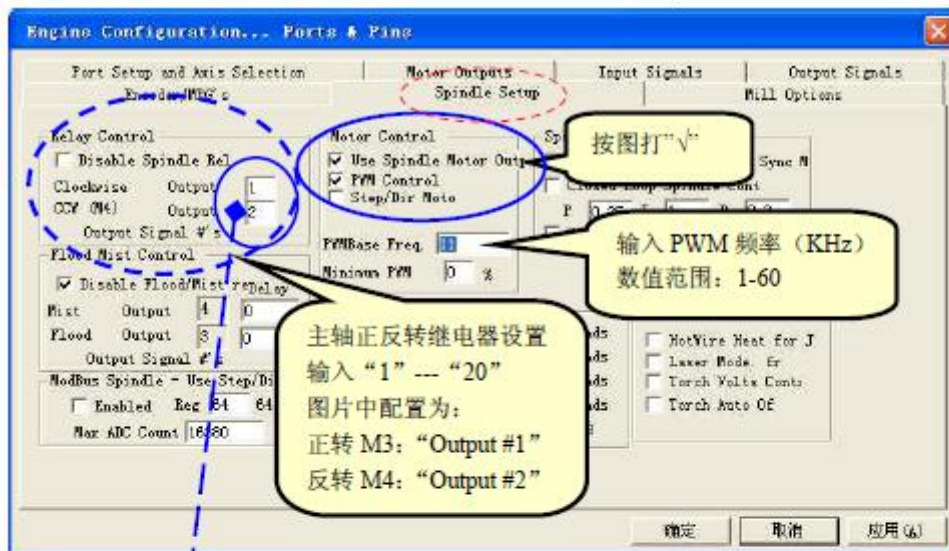 Engine Configuration... Ports & Pins
Port Setup and Axis Selection
Motor Outputs
Input Signals
Output Signals
Encoder/MPG's
Spindle Setup
Mill Options
Relay Control
Disable Spindle Rel
Clockwise Output 1
CCW (M4) Output 2
Output Signal #'s
Flood Mist Control
Disable Flood/Mist re
Delay
Mist Output 4 0
Flood Output 3 0
Output Signal #'s
ModBus Spindle - Use Step/Di
Enabled Reg 64 64
Max ADC Count 16380
Motor Control
Use Spindle Motor Outp
PWM Control
Step/Dir Moto
PWMBase Freq. 11
Minimum PWM 0 %
按图打"√"
Sync M
Closed Loop Spindle Cont
P
输入 PWM 频率（KHz）
数值范围：1-60
主轴正反转继电器设置
输入“1”---“20”
图片中配置为：
正转 M3：“Output #1”
反转 M4：“Output #2”
HotWire Heat for J
Laser Mode. fr
Torch Volts Contr
Torch Auto Of
确定
取消
应用(A)